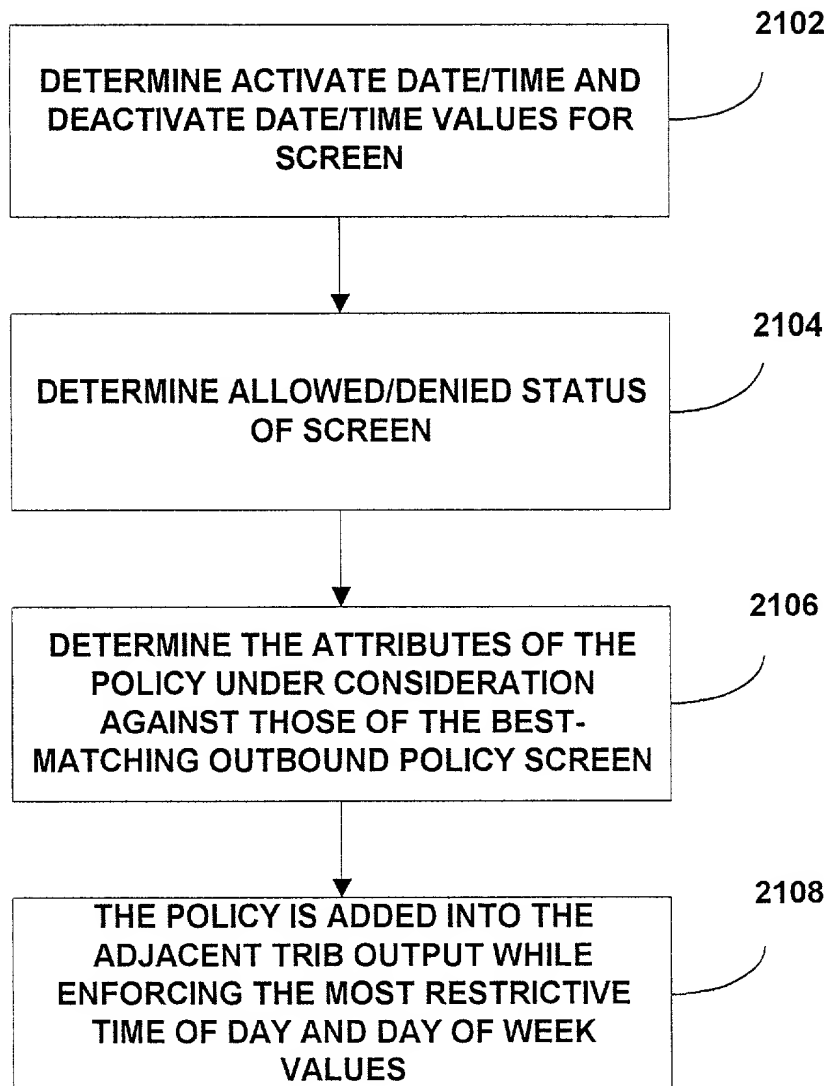 2102
DETERMINE ACTIVATE DATE/TIME AND
DEACTIVATE DATE/TIME VALUES FOR
SCREEN
2104
DETERMINE ALLOWED/DENIED STATUS
OF SCREEN
2106
DETERMINE THE ATTRIBUTES OF THE
POLICY UNDER CONSIDERATION
AGAINST THOSE OF THE BEST-
MATCHING OUTBOUND POLICY SCREEN
2108
THE POLICY IS ADDED INTO THE
ADJACENT TRIB OUTPUT WHILE
ENFORCING THE MOST RESTRICTIVE
TIME OF DAY AND DAY OF WEEK
VALUES